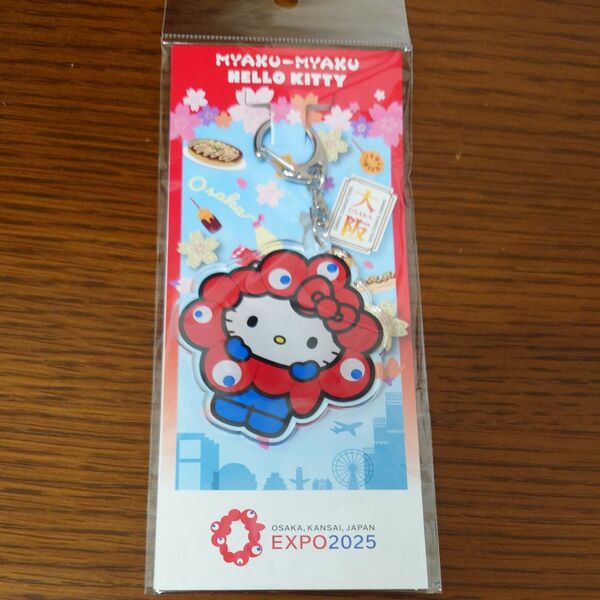 MYAKU-MYAKU
HELLO KITTY
Osaka
大
OSAKA
阪
OSAKA, KANSAI, JAPAN
EXPO2025